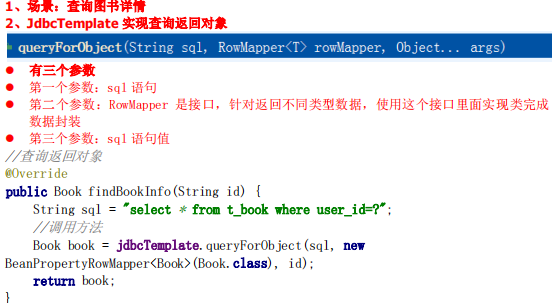 1、场景：查询图书详情
2、JdbcTemplate 实现查询返回对象
queryForObject(String sql, RowMapper<T> rowMapper, Object... args)
● 有三个参数
● 第一个参数：sql 语句
● 第二个参数：RowMapper 是接口，针对返回不同类型数据，使用这个接口里面实现类完成
数据封装
● 第三个参数：sql 语句值
//查询返回对象
@Override
public Book findBookInfo(String id) {
    String sql = "select * from t_book where user_id=?";
    //调用方法
    Book book = jdbcTemplate.queryForObject(sql, new
BeanPropertyRowMapper<Book>(Book.class), id);
    return book;
}